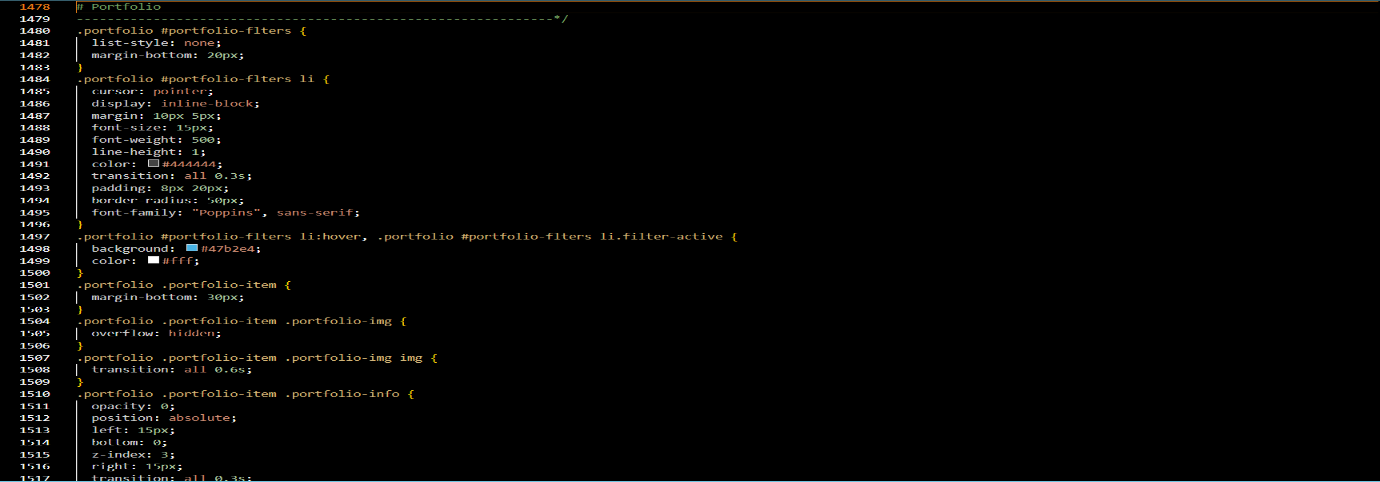 1478 # Portfolio
1479 --------------------------------------------------------------*/
1480 .portfolio #portfolio-flters {
1481 list-style: none;
1482 margin-bottom: 20px;
1483 }
1484 .portfolio #portfolio-flters li {
1485 cursor: pointer;
1486 display: inline-block;
1487 margin: 10px 5px;
1488 font-size: 15px;
1489 font-weight: 500;
1490 line-height: 1;
1491 color: #444444;
1492 transition: all 0.3s;
1493 padding: 8px 20px;
1494 border-radius: 50px;
1495 font-family: "Poppins", sans-serif;
1496 }
1497 .portfolio #portfolio-flters li:hover, .portfolio #portfolio-flters li.filter-active {
1498 background: #47b2e4;
1499 color: #fff;
1500 }
1501 .portfolio .portfolio-item {
1502 margin-bottom: 30px;
1503 }
1504 .portfolio .portfolio-item .portfolio-img {
1505 overflow: hidden;
1506 }
1507 .portfolio .portfolio-item .portfolio-img img {
1508 transition: all 0.6s;
1509 }
1510 .portfolio .portfolio-item .portfolio-info {
1511 opacity: 0;
1512 position: absolute;
1513 left: 15px;
1514 bottom: 0;
1515 z-index: 3;
1516 right: 15px;
1517 transition: all 0.3s;